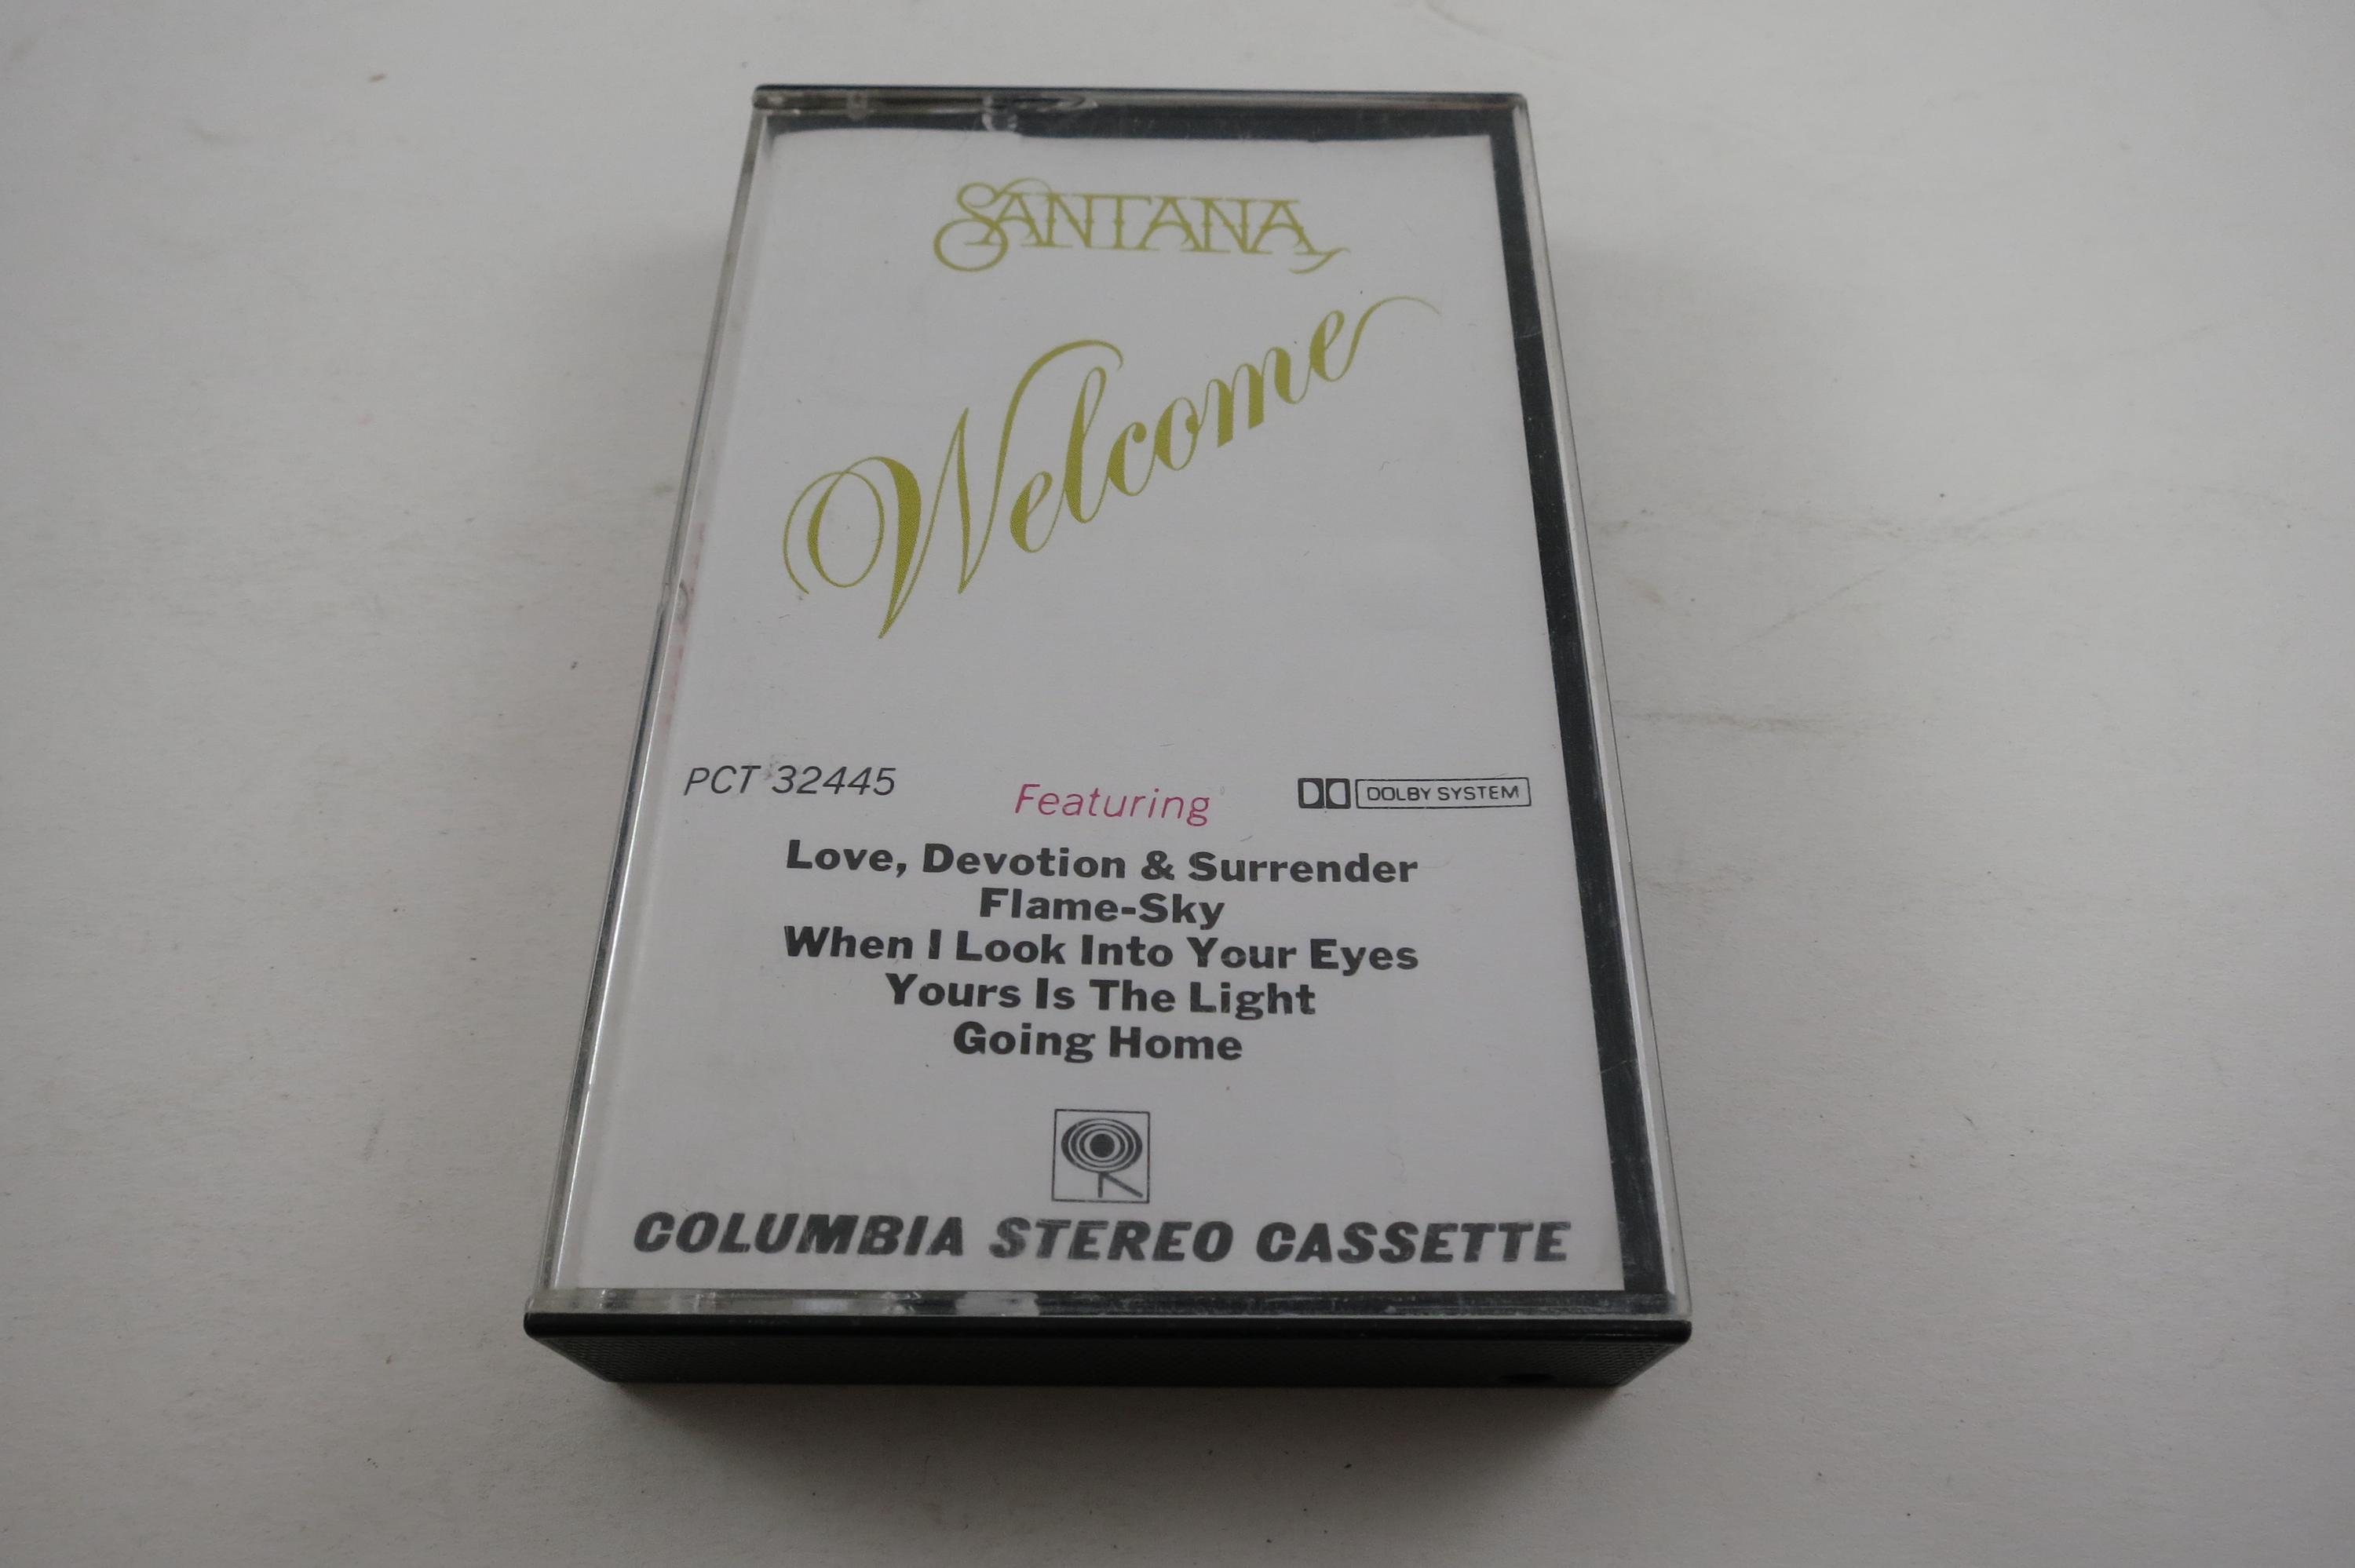 SANTANA
Welcome
PCT 32445
Featuring
DOLBY SYSTEM
Love, Devotion & Surrender
Flame-Sky
When I Look Into Your Eyes
Yours Is The Light
Going Home
COLUMBIA STEREO CASSETTE